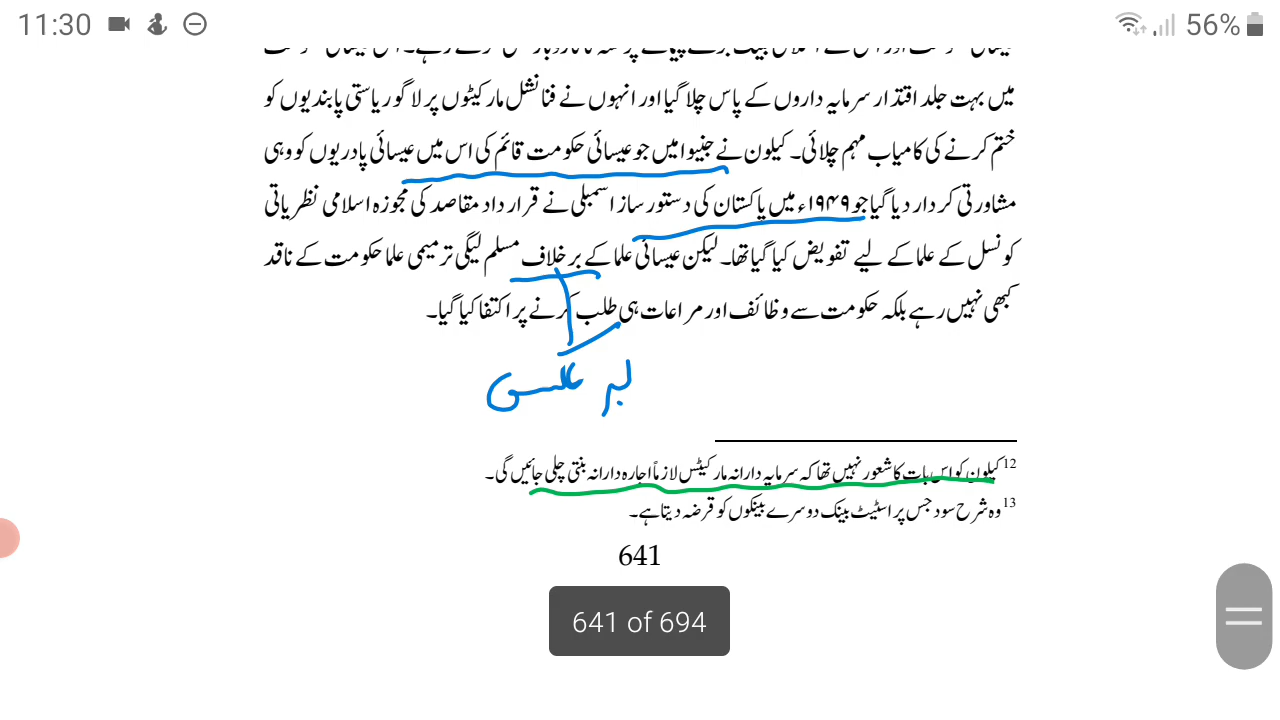 11:30
56%
میں بہت جلد اقتدار سرمایہ داروں کے پاس چلا گیا اور انہوں نے فنانشل مارکیٹوں پر لاگو ریاستی پابندیوں کو
ختم کرنے کی کامیاب مہم چلائی۔ کیلون نے جنیوا میں جو عیسائی حکومت قائم کی اس میں عیسائی پادریوں کو وہی
مشاورتی کردار دیا گیا جو ۱۹۴۹ء میں پاکستان کی دستور ساز اسمبلی نے قرار داد مقاصد کی مجوزہ اسلامی نظریاتی
کونسل کے علما کے لیے تفویض کیا گیا تھا۔ لیکن عیسائی علما کے برخلاف مسلم لیگی ترمیمی علما حکومت کے ناقد
کبھی نہیں رہے بلکہ حکومت سے وظائف اور مراعات ہی طلب کرنے پر اکتفا کیا گیا۔
12 کیلون کو اس بات کا شعور نہیں تھا کہ سرمایہ دارانہ مارکیٹس لازماً اجارہ دارانہ بنتی چلی جائیں گی۔
13 وہ شرح سود جس پر اسٹیٹ بینک دوسرے بینکوں کو قرضہ دیتا ہے۔
641
641 of 694